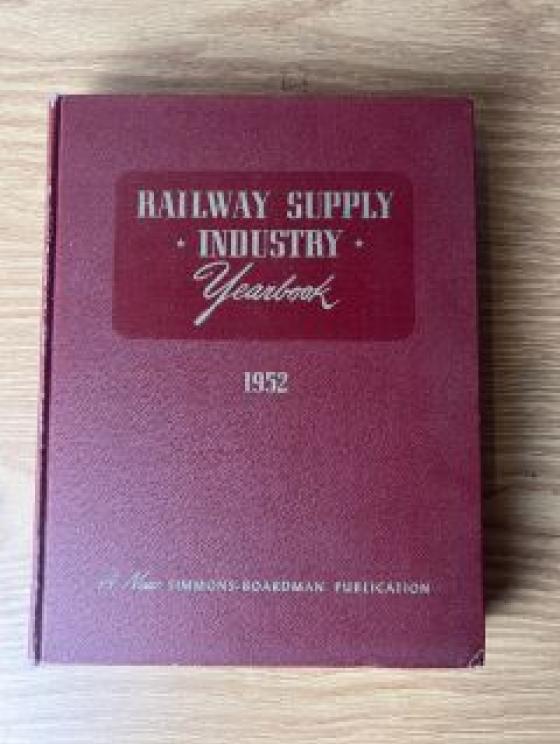 RAILWAY SUPPLY
★ INDUSTRY ★
Yearbook
1952
A New SIMMONS-BOARDMAN PUBLICATION